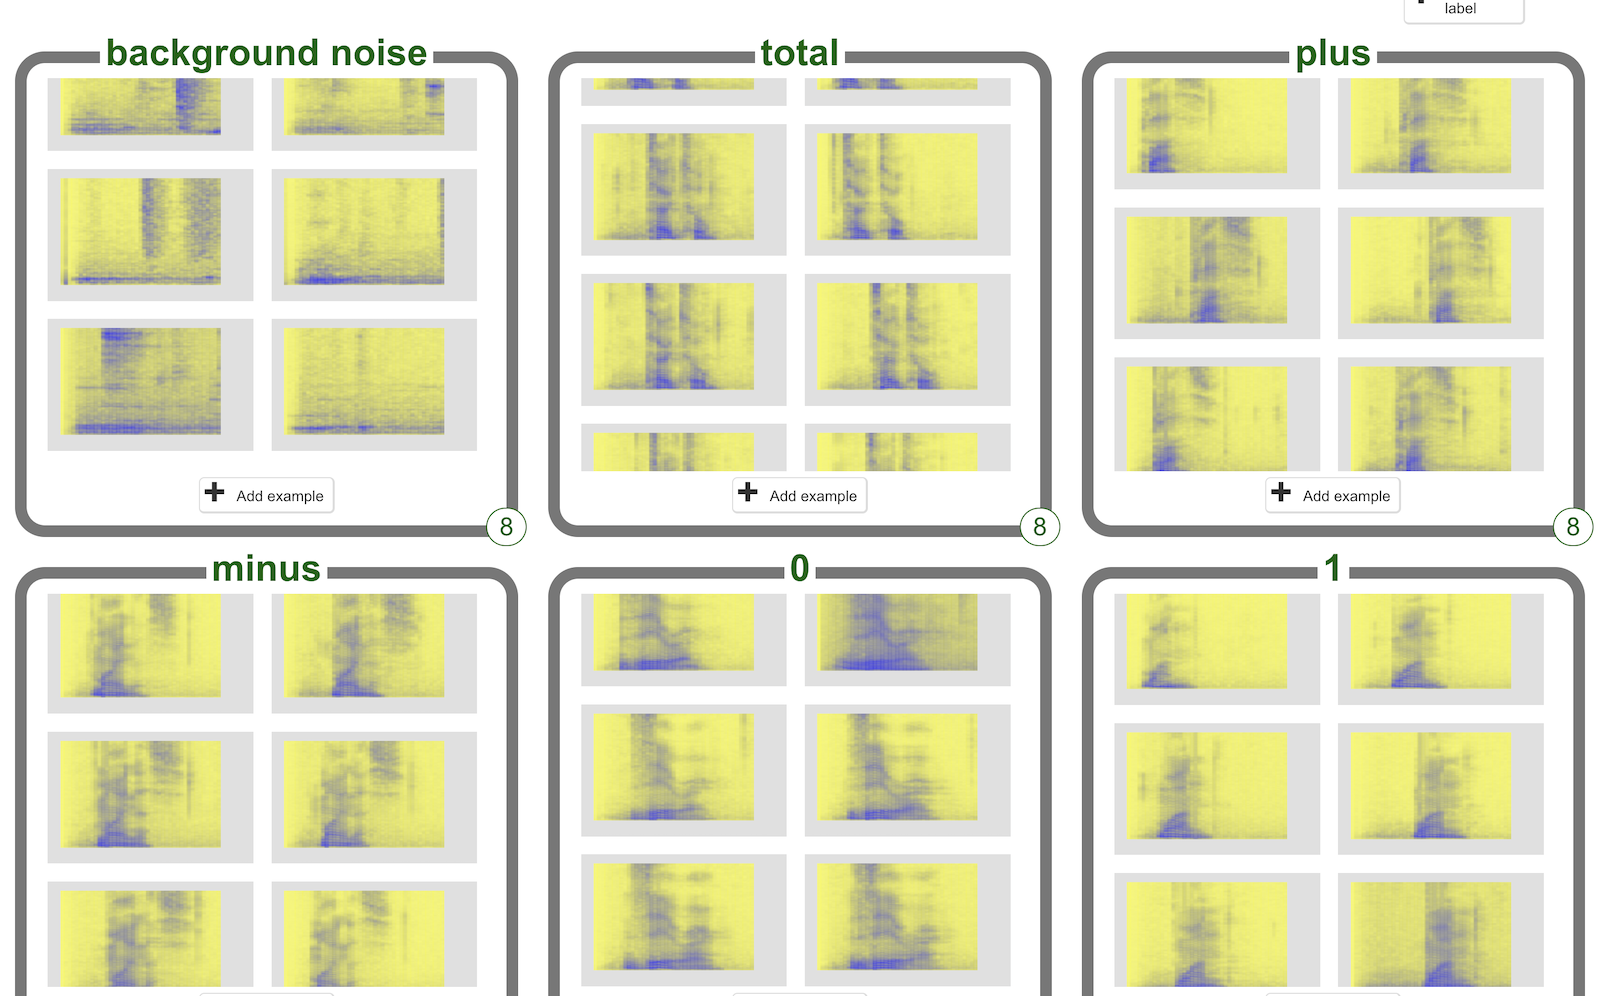 label
background noise
total
plus
Add example
Add example
Add example
8
8
8
minus
0
1